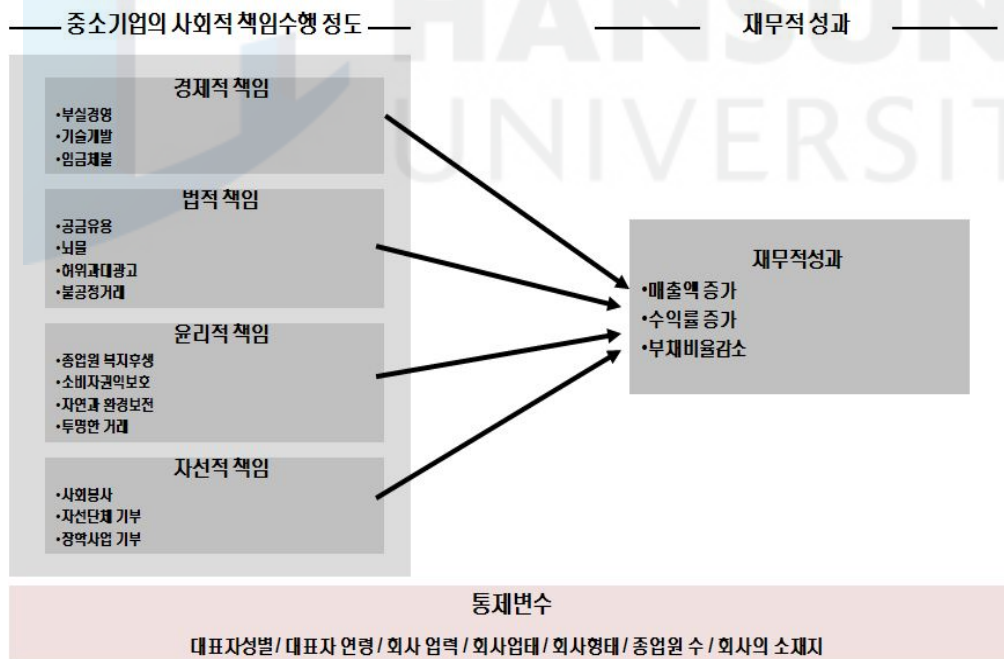 중소기업의 사회적 책임수행 정도
재무적 성과
HANSUN
UNIVERSIT
경제적 책임
•부실경영
•기술개발
•임금체불
법적 책임
•공금유용
•뇌물
•허위과대광고
•불공정거래
윤리적 책임
•종업원 복지후생
•소비자권익보호
•자연과 환경보전
•투명한 거래
자선적 책임
•사회봉사
•자선단체 기부
•장학사업 기부
재무적성과
•매출액 증가
•수익률 증가
•부채비율감소
통제변수
대표자성별 / 대표자 연령 / 회사 업력 / 회사업태 / 회사형태 / 종업원 수 / 회사의 소재지